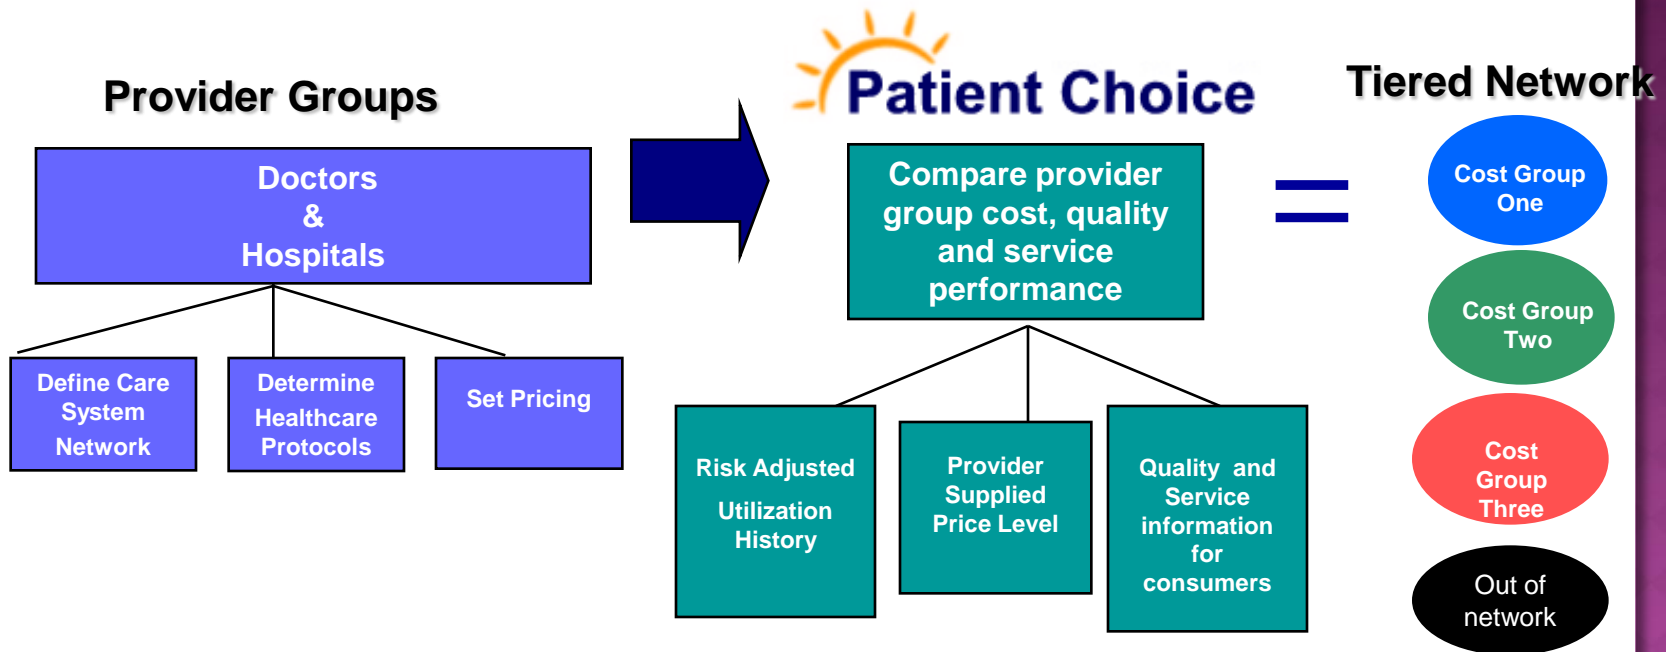 Provider Groups
Doctors
&
Hospitals
Define Care
System
Network
Determine
Healthcare
Protocols
Set Pricing
Patient Choice
Compare provider
group cost, quality
and service
performance
Risk Adjusted
Utilization
History
Provider
Supplied
Price Level
Quality and
Service
information
for
consumers
=
Tiered Network
Cost Group
One
Cost Group
Two
Cost
Group
Three
Out of
network